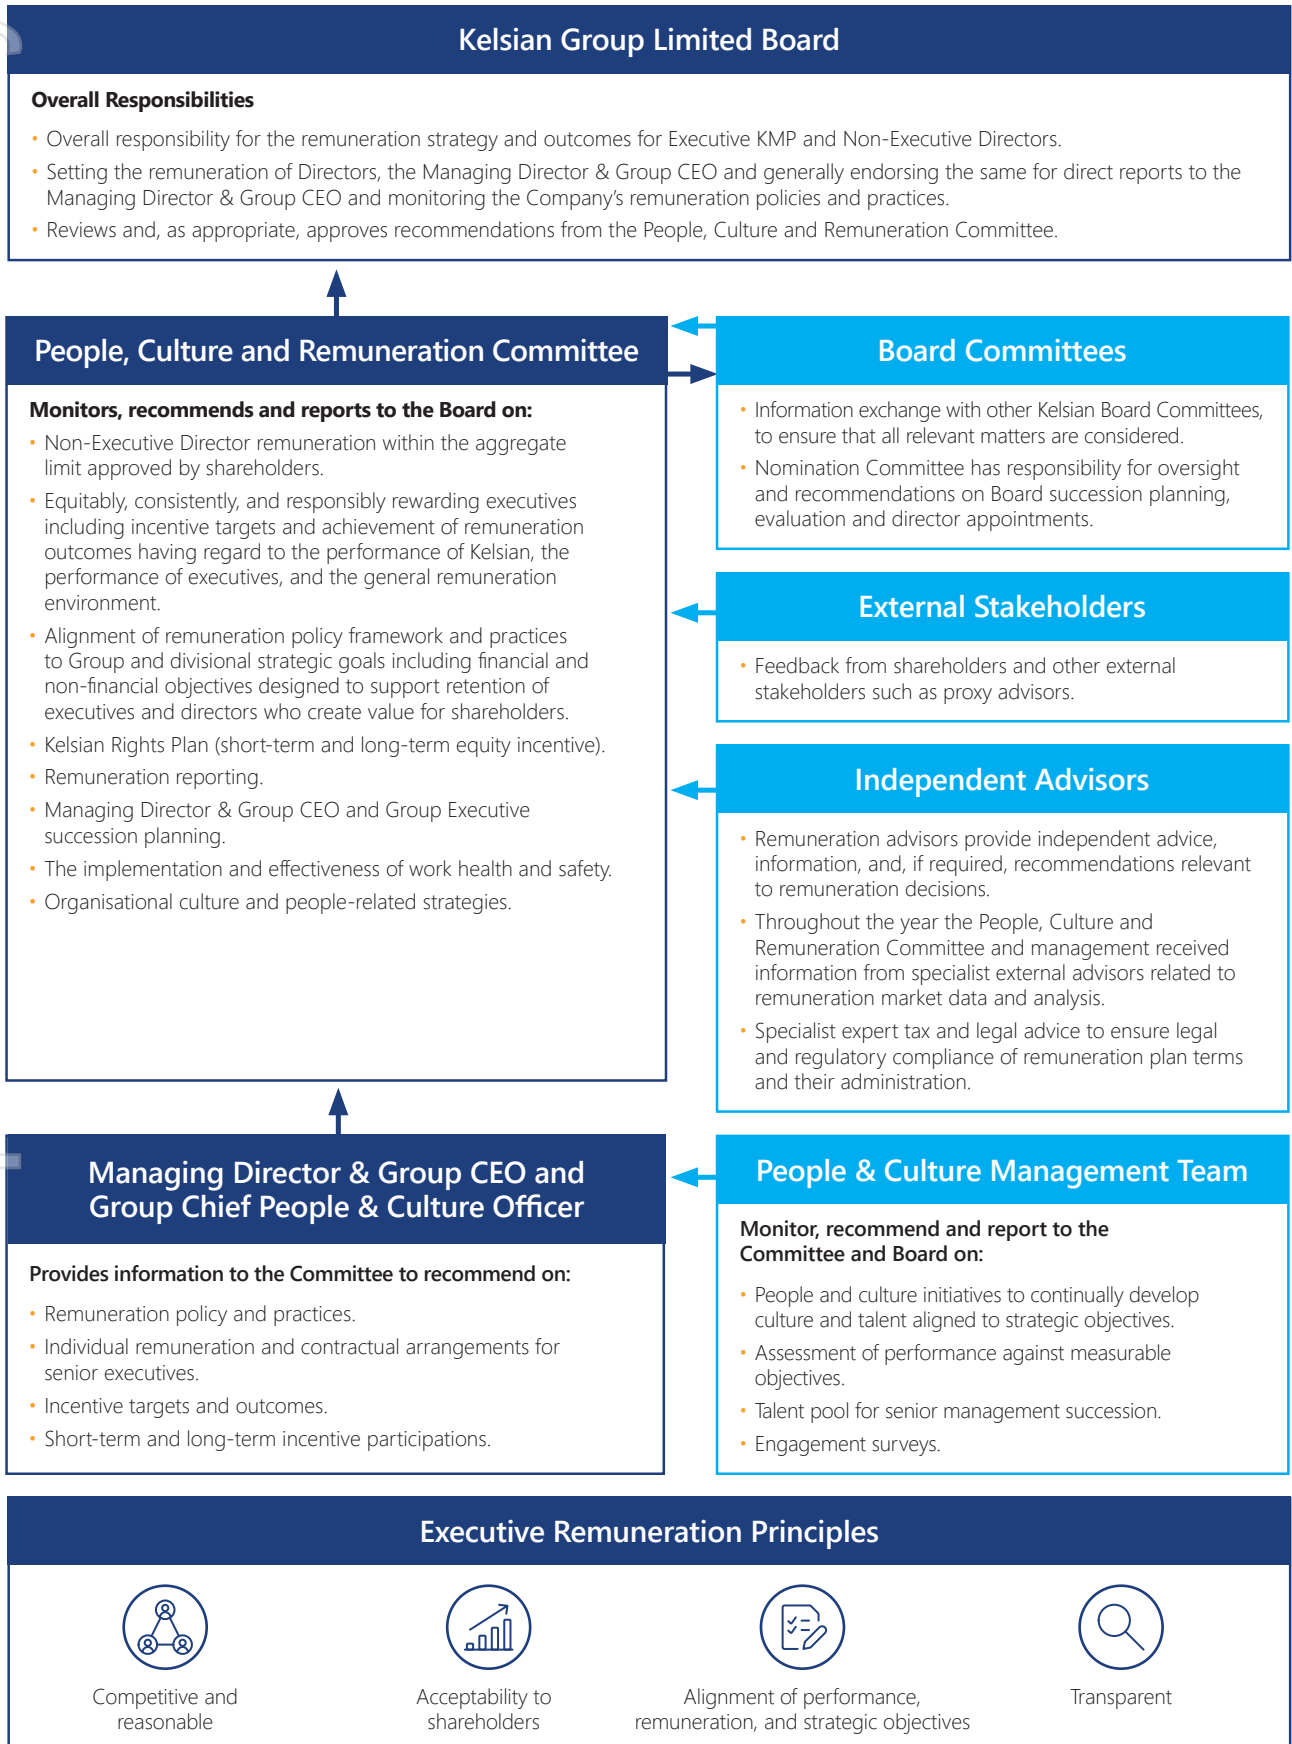 Kelsian Group Limited Board
Overall Responsibilities
• Overall responsibility for the remuneration strategy and outcomes for Executive KMP and Non-Executive Directors.
• Setting the remuneration of Directors, the Managing Director & Group CEO and generally endorsing the same for direct reports to the
Managing Director & Group CEO and monitoring the Company's remuneration policies and practices.
• Reviews and, as appropriate, approves recommendations from the People, Culture and Remuneration Committee.
People, Culture and Remuneration Committee
Monitors, recommends and reports to the Board on:
• Non-Executive Director remuneration within the aggregate
limit approved by shareholders.
• Equitably, consistently, and responsibly rewarding executives
including incentive targets and achievement of remuneration
outcomes having regard to the performance of Kelsian, the
performance of executives, and the general remuneration
environment.
• Alignment of remuneration policy framework and practices
to Group and divisional strategic goals including financial and
non-financial objectives designed to support retention of
executives and directors who create value for shareholders.
• Kelsian Rights Plan (short-term and long-term equity incentive).
• Remuneration reporting.
• Managing Director & Group CEO and Group Executive
succession planning.
• The implementation and effectiveness of work health and safety.
• Organisational culture and people-related strategies.
Board Committees
• Information exchange with other Kelsian Board Committees,
to ensure that all relevant matters are considered.
• Nomination Committee has responsibility for oversight
and recommendations on Board succession planning,
evaluation and director appointments.
External Stakeholders
• Feedback from shareholders and other external
stakeholders such as proxy advisors.
Independent Advisors
• Remuneration advisors provide independent advice,
information, and, if required, recommendations relevant
to remuneration decisions.
• Throughout the year the People, Culture and
Remuneration Committee and management received
information from specialist external advisors related to
remuneration market data and analysis.
• Specialist expert tax and legal advice to ensure legal
and regulatory compliance of remuneration plan terms
and their administration.
Managing Director & Group CEO and
Group Chief People & Culture Officer
Provides information to the Committee to recommend on:
• Remuneration policy and practices.
• Individual remuneration and contractual arrangements for
senior executives.
• Incentive targets and outcomes.
• Short-term and long-term incentive participations.
People & Culture Management Team
Monitor, recommend and report to the
Committee and Board on:
• People and culture initiatives to continually develop
culture and talent aligned to strategic objectives.
• Assessment of performance against measurable
objectives.
• Talent pool for senior management succession.
• Engagement surveys.
Executive Remuneration Principles
Competitive and
reasonable
Acceptability to
shareholders
Alignment of performance,
remuneration, and strategic objectives
Transparent